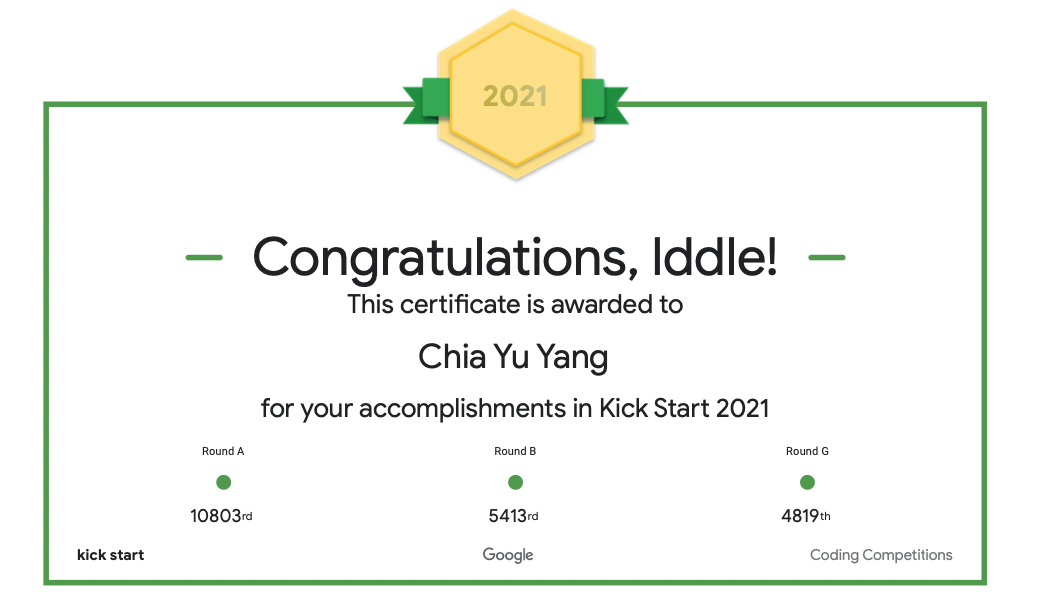 2021
Congratulations, Iddle!
This certificate is awarded to
Chia Yu Yang
for your accomplishments in Kick Start 2021
Round A Round B Round G
10803rd 5413rd 4819th
kick start Google Coding Competitions